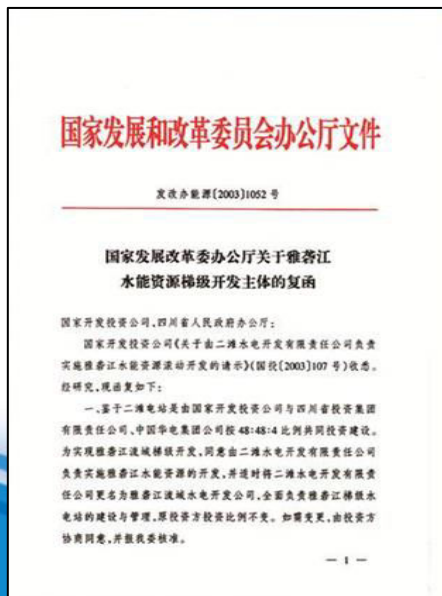 国家发展和改革委员会办公厅文件
发改办能源[2003]1052 号
国家发展改革委办公厅关于雅砻江
水能资源梯级开发主体的复函
国家开发投资公司,四川省人民政府办公厅:
国家开发投资公司《关于由二滩水电开发有限责任公司负责
实施雅砻江水能资源滚动开发的请示》(国投[2003]107 号)收悉。
经研究,现函复如下:
一、鉴于二滩电站是由国家开发投资公司与四川省投资集团
有限责任公司、中国华电集团公司按 48:48:4 比例共同投资建设。
为实现雅砻江流域梯级开发,同意由二滩水电开发有限责任公司
负责实施雅砻江水能资源的开发,并适时将二滩水电开发有限责
任公司更名为雅砻江流域水电开发公司,全面负责雅砻江梯级水
电站的建设与管理,原投资方投资比例不变。如需变更,由投资方
协商同意,并报我委核准。
— 1 —